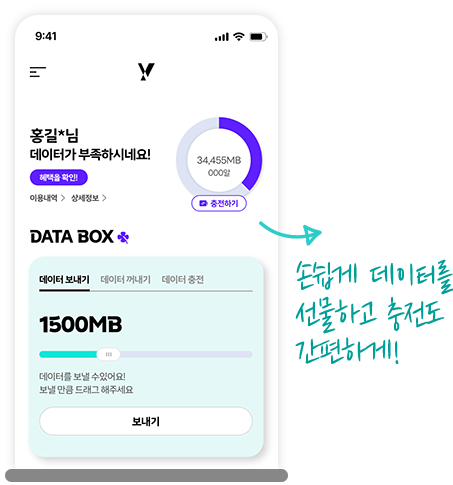 9:41
홍길*님
데이터가 부족하시네요!
혜택을 확인!
이용내역 > 상세정보 >
34,455MB
000알
충전하기
DATA BOX
데이터 보내기 데이터 꺼내기 데이터 충전
1500MB
데이터를 보낼 수있어요!
보낼 만큼 드래그 해주세요
보내기
손쉽게 데이터를
선물하고 충전도
간편하게!